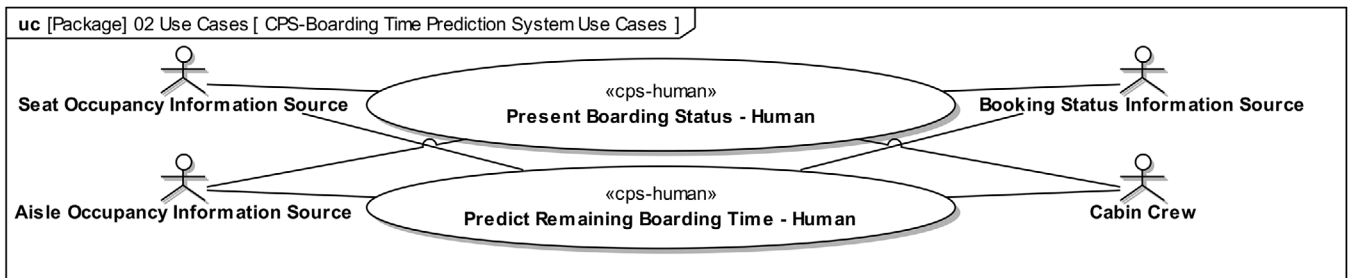 uc [Package] 02 Use Cases [ CPS-Boarding Time Prediction System Use Cases ]
Seat Occupancy Information Source
«cps-human»
Present Boarding Status - Human
Booking Status Information Source
Aisle Occupancy Information Source
«cps-human»
Predict Remaining Boarding Time - Human
Cabin Crew